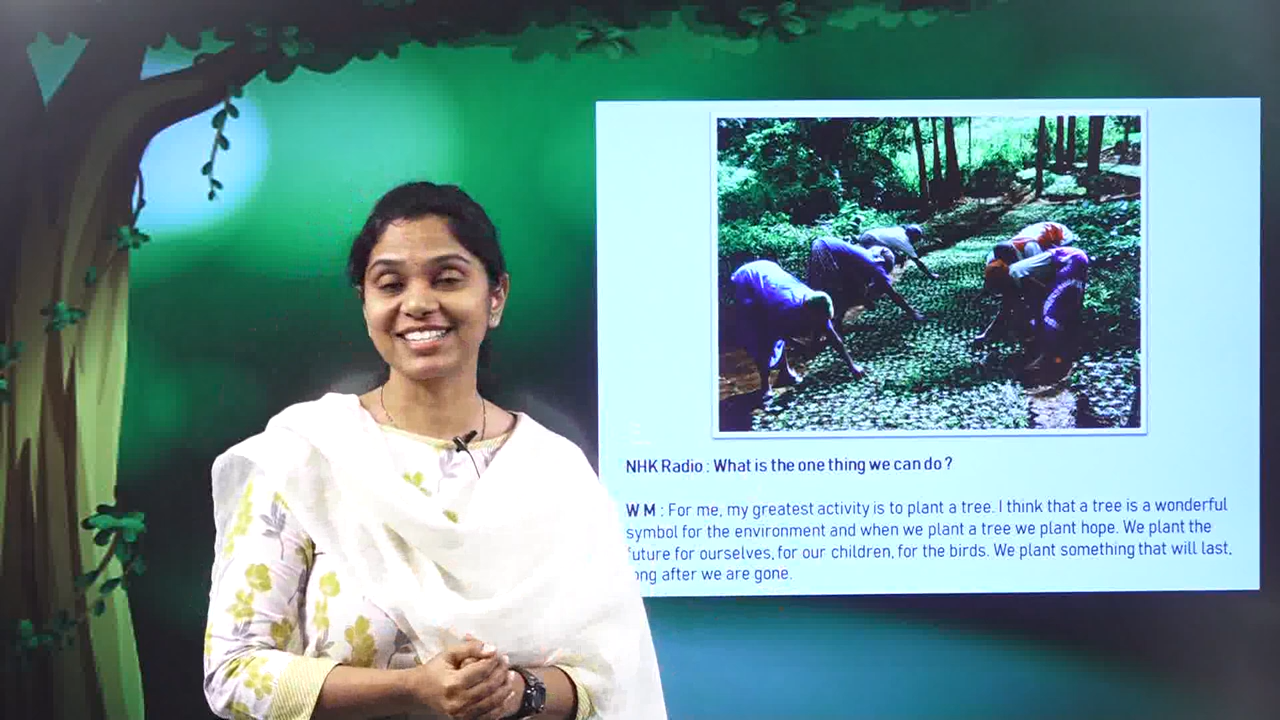 NHK Radio : What is the one thing we can do ?
W M : For me, my greatest activity is to plant a tree. I think that a tree is a wonderful
symbol for the environment and when we plant a tree we plant hope. We plant the
future for ourselves, for our children, for the birds. We plant something that will last,
long after we are gone.